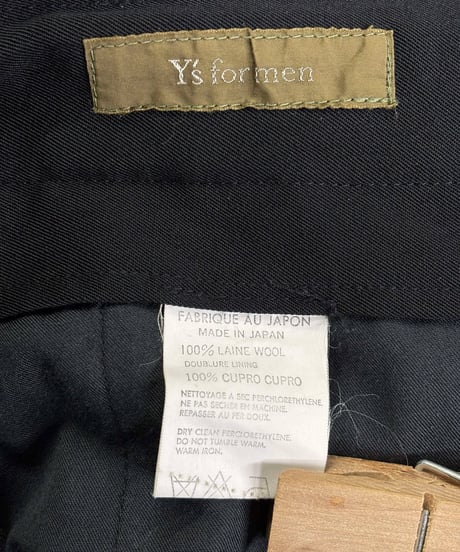 Y's for men
FABRIQUE AU JAPON
MADE IN JAPAN
100% LAINE WOOL
DOUBLURE LINING
100% CUPRO CUPRO
NETTOYAGE A SEC PERCHLORETHYLENE.
NE PAS SECHER EN MACHINE.
REPASSER AU FER DOUX.
DRY CLEAN PERCLORETHYLENE.
DO NOT TUMBLE WARM.
WARM IRON.